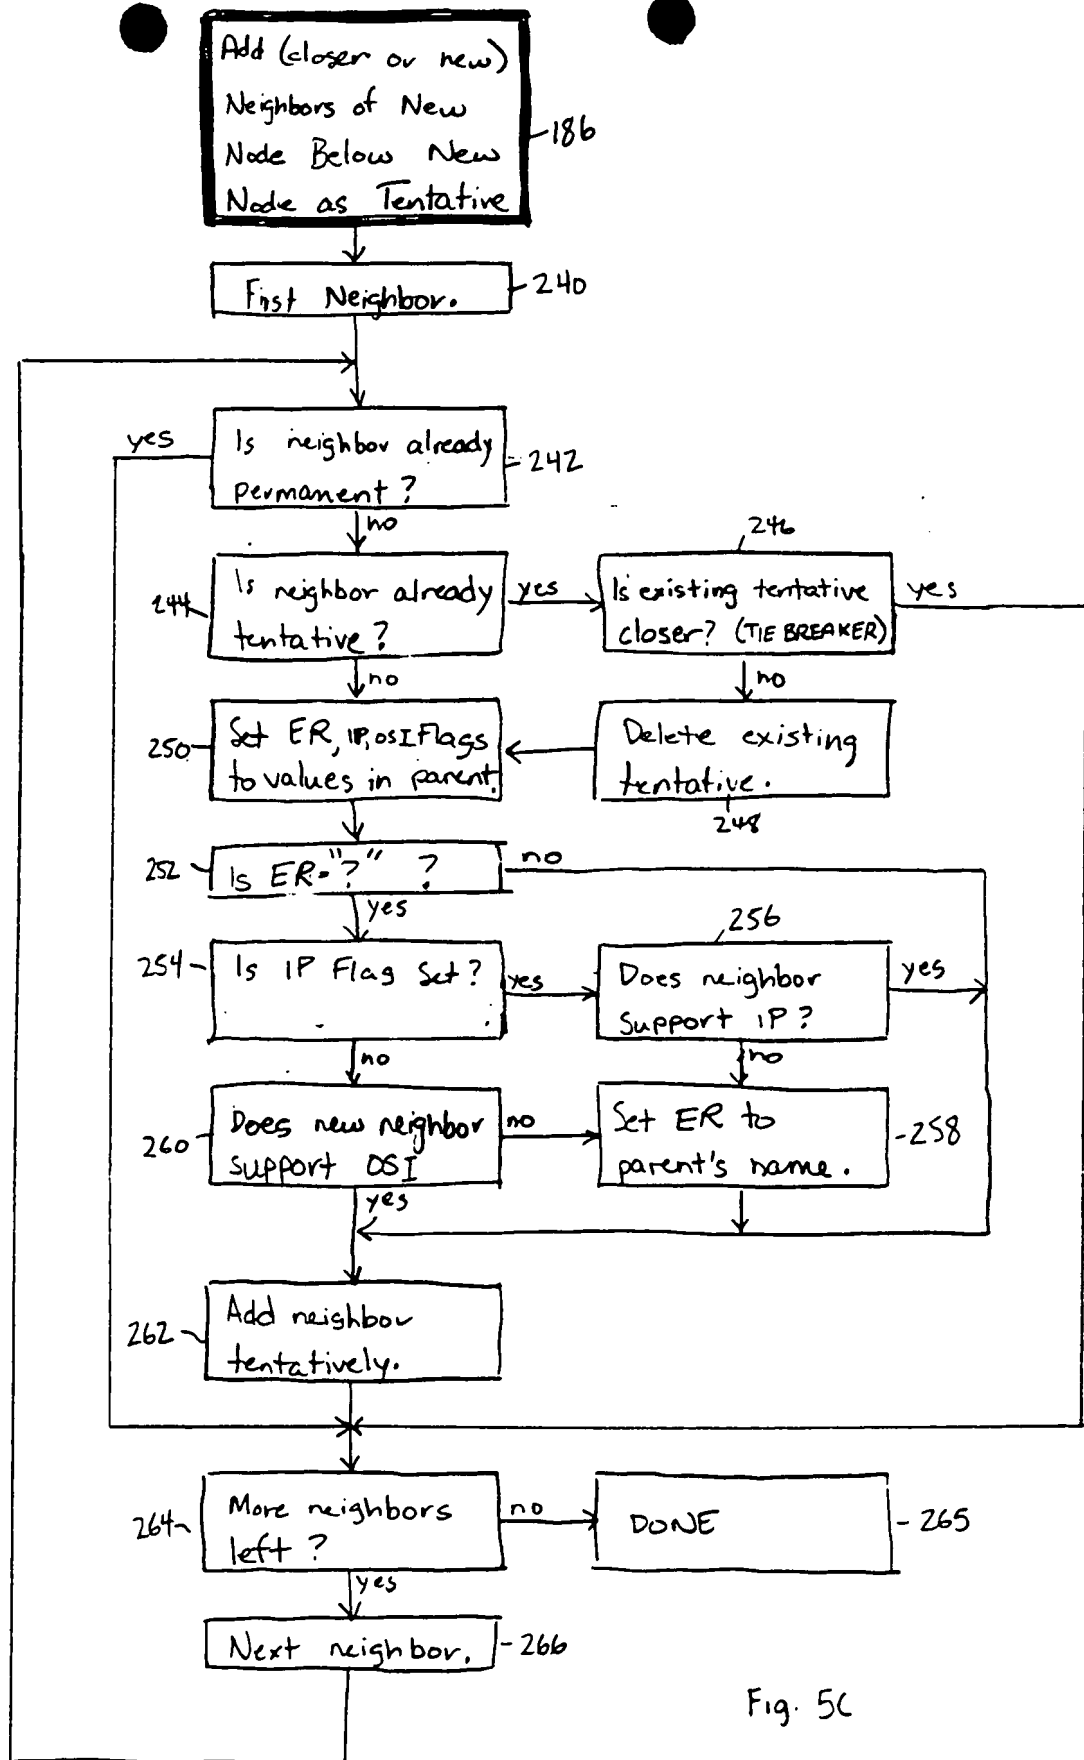 Add (closer or new)
Neighbors of New
Node Below New
Node as Tentative
186
First Neighbor.
240
yes
Is neighbor already
permanent?
242
no
246
244
Is neighbor already
tentative?
yes
Is existing tentative
closer? (TIE BREAKER)
yes
no
no
250
Set ER, IP, OSI Flags
to values in parent.
Delete existing
tentative.
248
252
Is ER="?" ?
no
yes
256
254
Is IP Flag Set?
yes
Does neighbor
support IP?
yes
no
no
260
Does new neighbor
support OSI
no
Set ER to
parent's name.
258
yes
262
Add neighbor
tentatively.
264
More neighbors
left?
no
DONE
265
yes
Next neighbor.
266
Fig. 5C